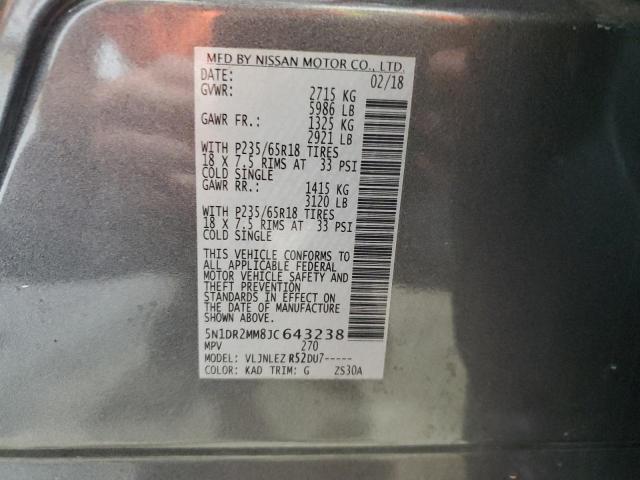 MFD BY NISSAN MOTOR CO., LTD.
DATE: 02/18
GVWR: 2715 KG
5986 LB
GAWR FR.: 1325 KG
2921 LB
WITH P235/65R18 TIRES
18 X 7.5 RIMS AT 33 PSI
COLD SINGLE
GAWR RR.: 1415 KG
3120 LB
WITH P235/65R18 TIRES
18 X 7.5 RIMS AT 33 PSI
COLD SINGLE
THIS VEHICLE CONFORMS TO
ALL APPLICABLE FEDERAL
MOTOR VEHICLE SAFETY AND
THEFT PREVENTION
STANDARDS IN EFFECT ON
THE DATE OF MANUFACTURE
SHOWN ABOVE.
5N1DR2MM8JC643238
MPV 270
MODEL: VLJNLEZ R52DU7-----
COLOR: KAD TRIM: G ZS30A